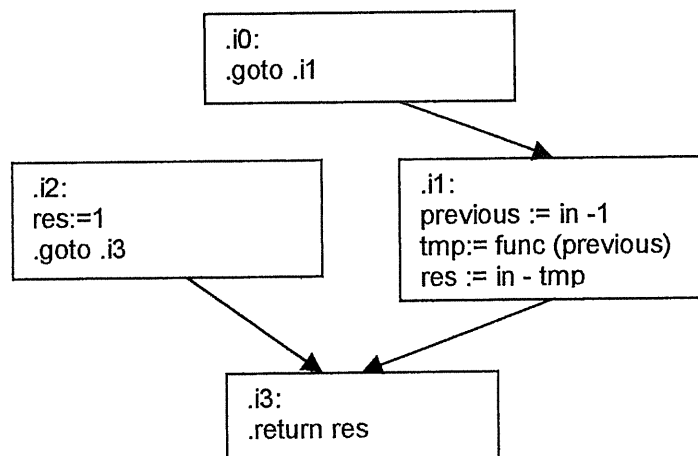 .i0:
.goto .i1
.i2:
res:=1
.goto .i3
.i1:
previous := in -1
tmp:= func (previous)
res := in - tmp
.i3:
.return res